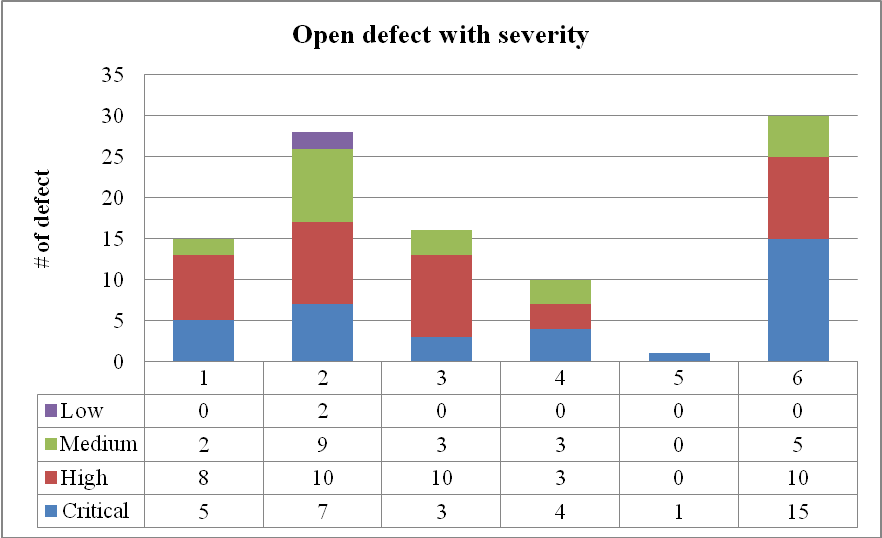 Open defect with severity
# of defect
35
30
25
20
15
10
5
0
1 2 3 4 5 6
Low 0 2 0 0 0 0
Medium 2 9 3 3 0 5
High 8 10 10 3 0 10
Critical 5 7 3 4 1 15